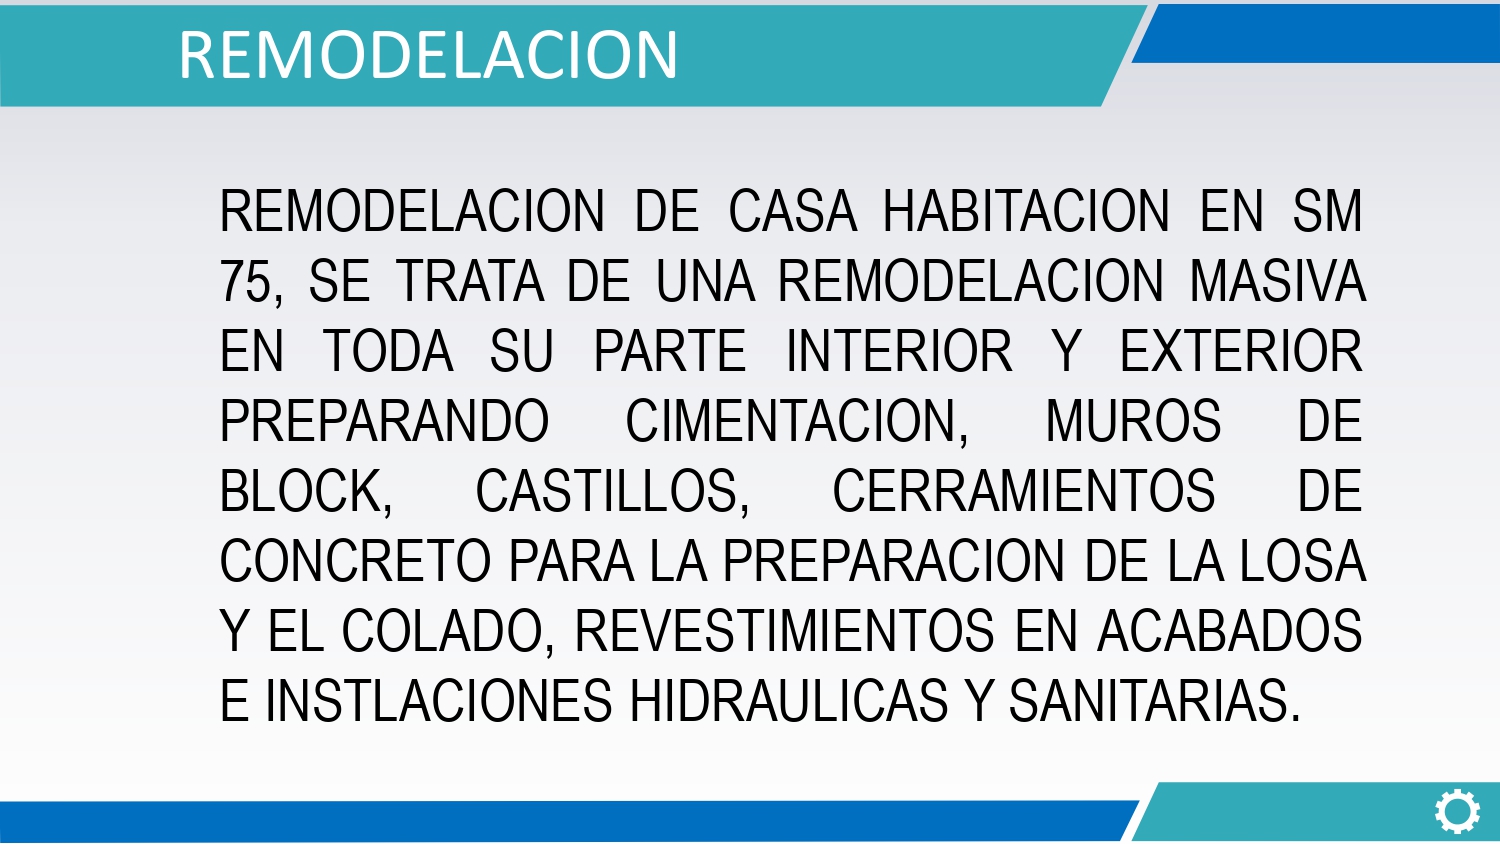 REMODELACION
REMODELACION DE CASA HABITACION EN SM
75, SE TRATA DE UNA REMODELACION MASIVA
EN TODA SU PARTE INTERIOR Y EXTERIOR
PREPARANDO CIMENTACION, MUROS DE
BLOCK, CASTILLOS, CERRAMIENTOS DE
CONCRETO PARA LA PREPARACION DE LA LOSA
Y EL COLADO, REVESTIMIENTOS EN ACABADOS
E INSTLACIONES HIDRAULICAS Y SANITARIAS.